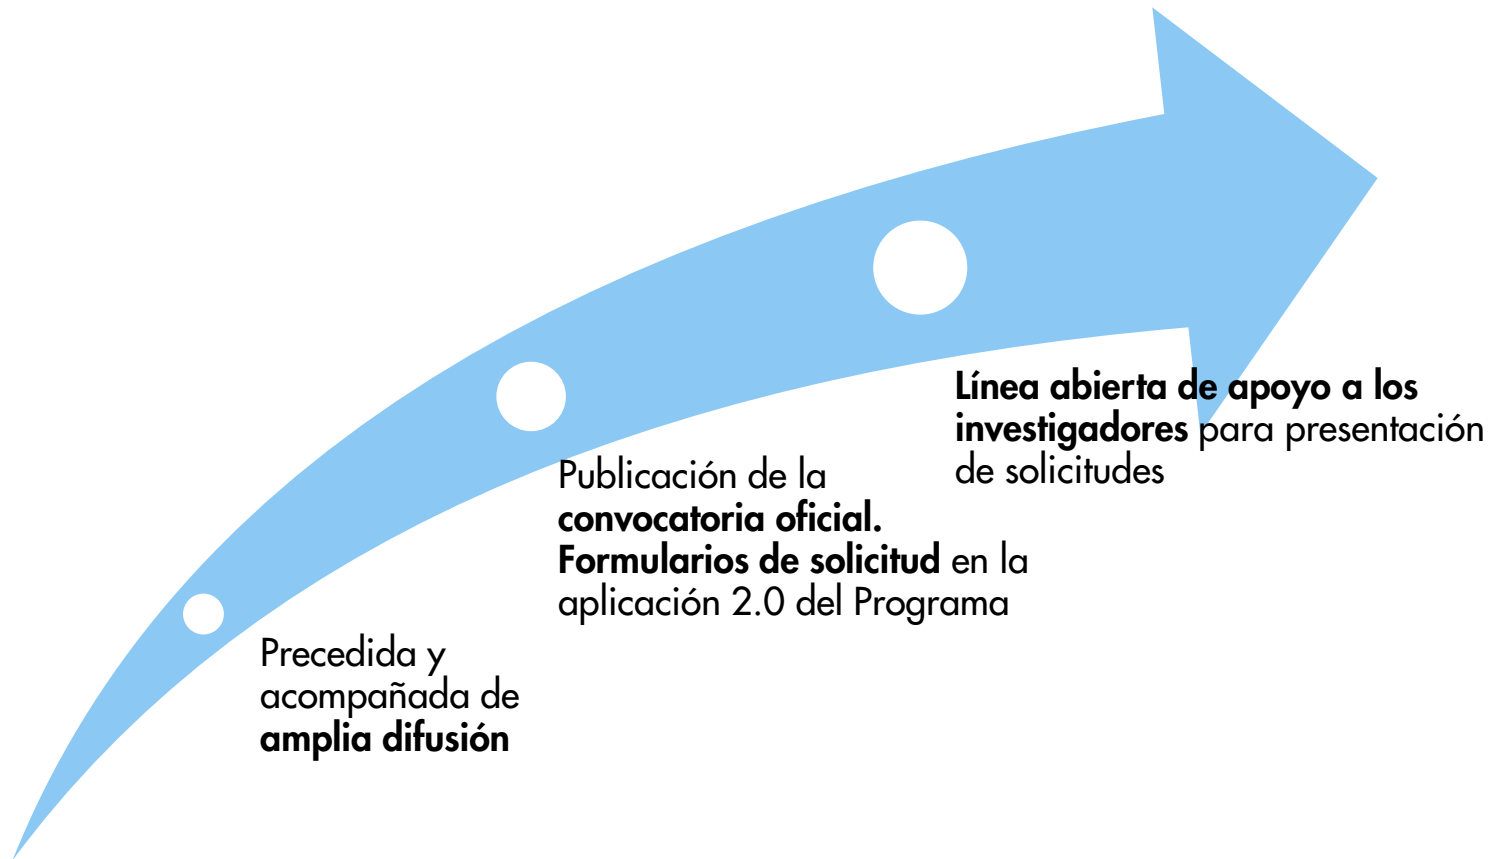 Precedida y
acompañada de
amplia difusión
Publicación de la
convocatoria oficial.
Formularios de solicitud en la
aplicación 2.0 del Programa
Línea abierta de apoyo a los
investigadores para presentación
de solicitudes